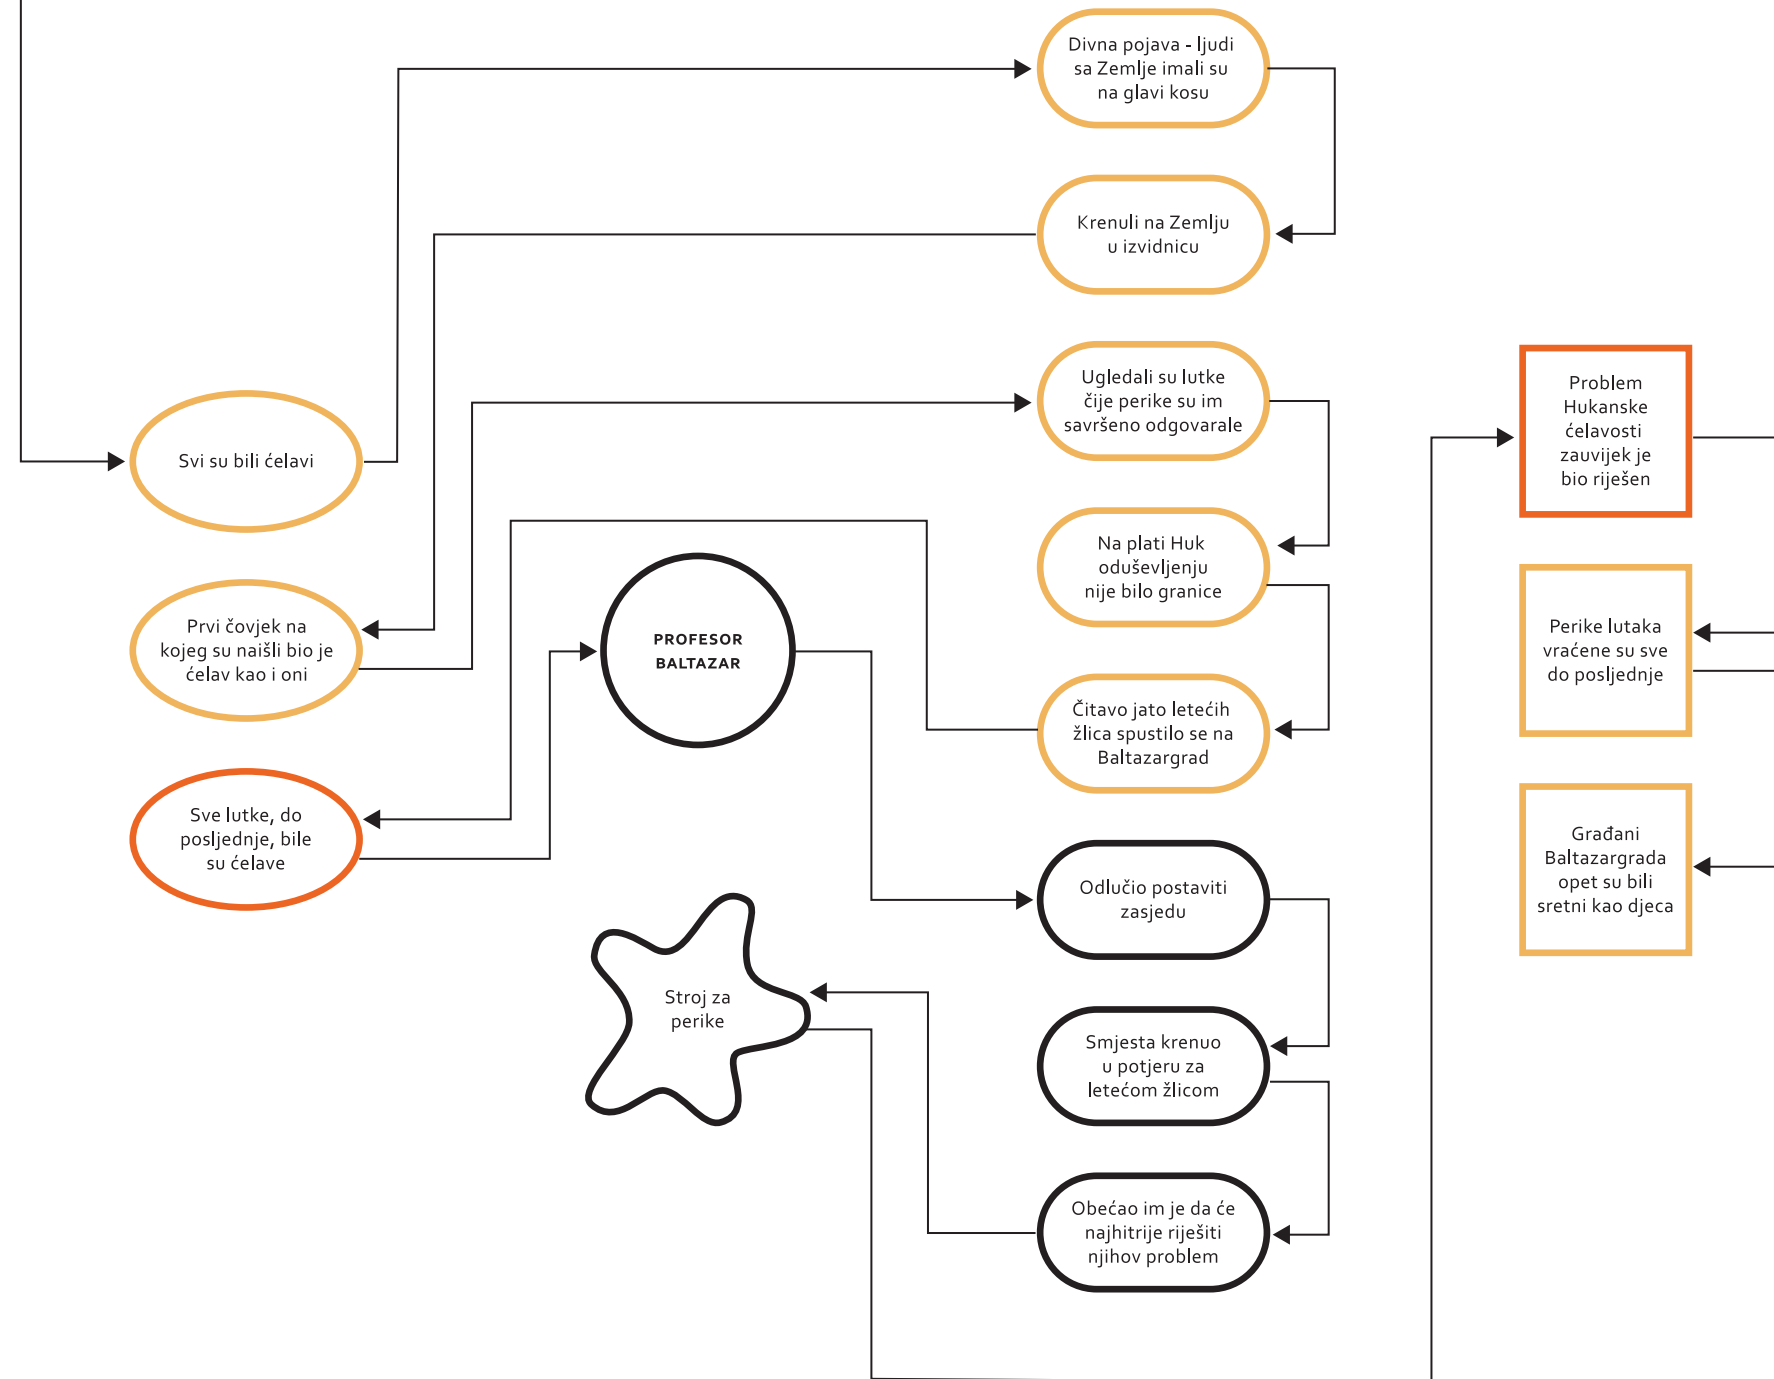 Divna pojava - ljudi
sa Zemlje imali su
na glavi kosu
Krenuli na Zemlju
u izvidnicu
Ugledali su lutke
čije perike su im
savršeno odgovarale
Na plati Huk
oduševljenju
nije bilo granice
Čitavo jato letećih
žlica spustilo se na
Baltazargrad
Svi su bili ćelavi
Prvi čovjek na
kojeg su naišli bio je
ćelav kao i oni
Sve lutke, do
posljednje, bile
su ćelave
PROFESOR
BALTAZAR
Odlučio postaviti
zasjedu
Smjesta krenuo
u potjeru za
letećom žlicom
Obećao im je da će
najhitrije riješiti
njihov problem
Stroj za
perike
Problem
Hukanske
ćelavosti
zauvijek je
bio riješen
Perike lutaka
vraćene su sve
do posljednje
Građani
Baltazargrada
opet su bili
sretni kao djeca